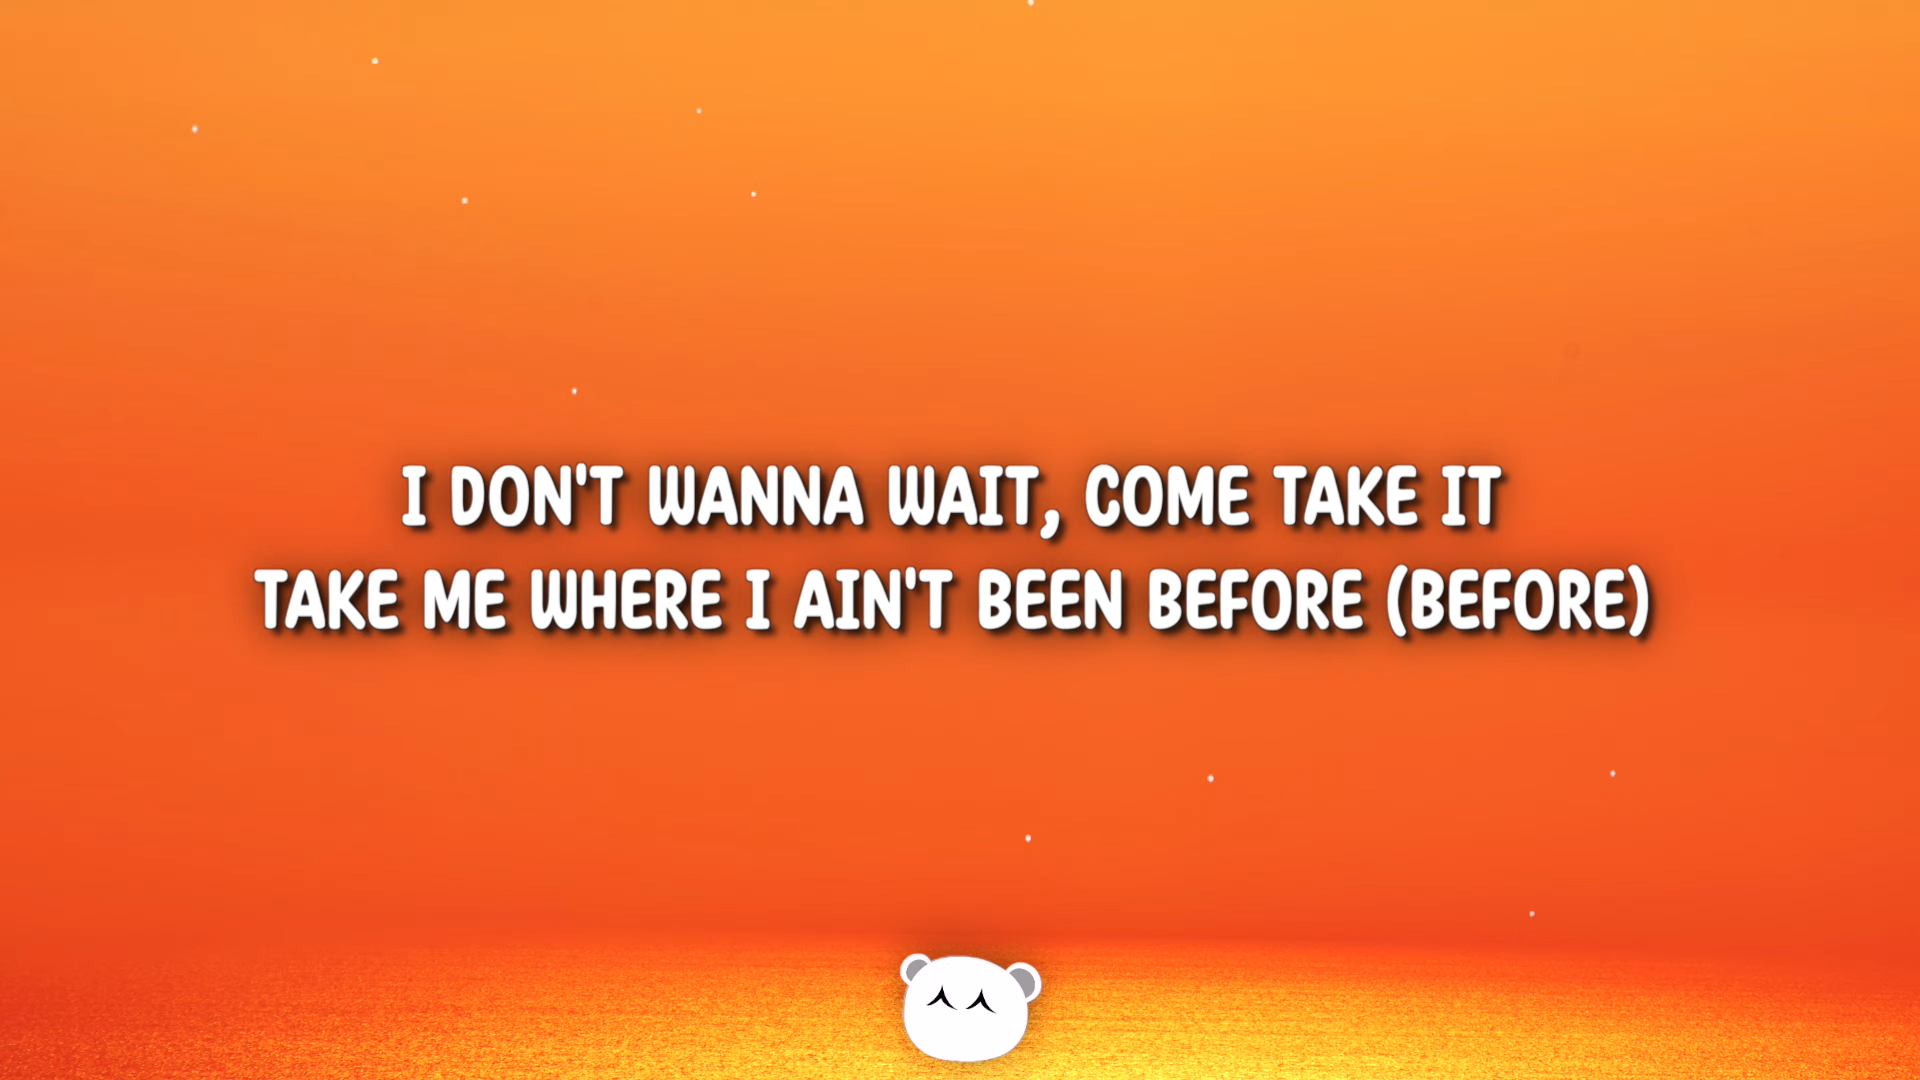 I DON'T WANNA WAIT, COME TAKE IT
TAKE ME WHERE I AIN'T BEEN BEFORE (BEFORE)